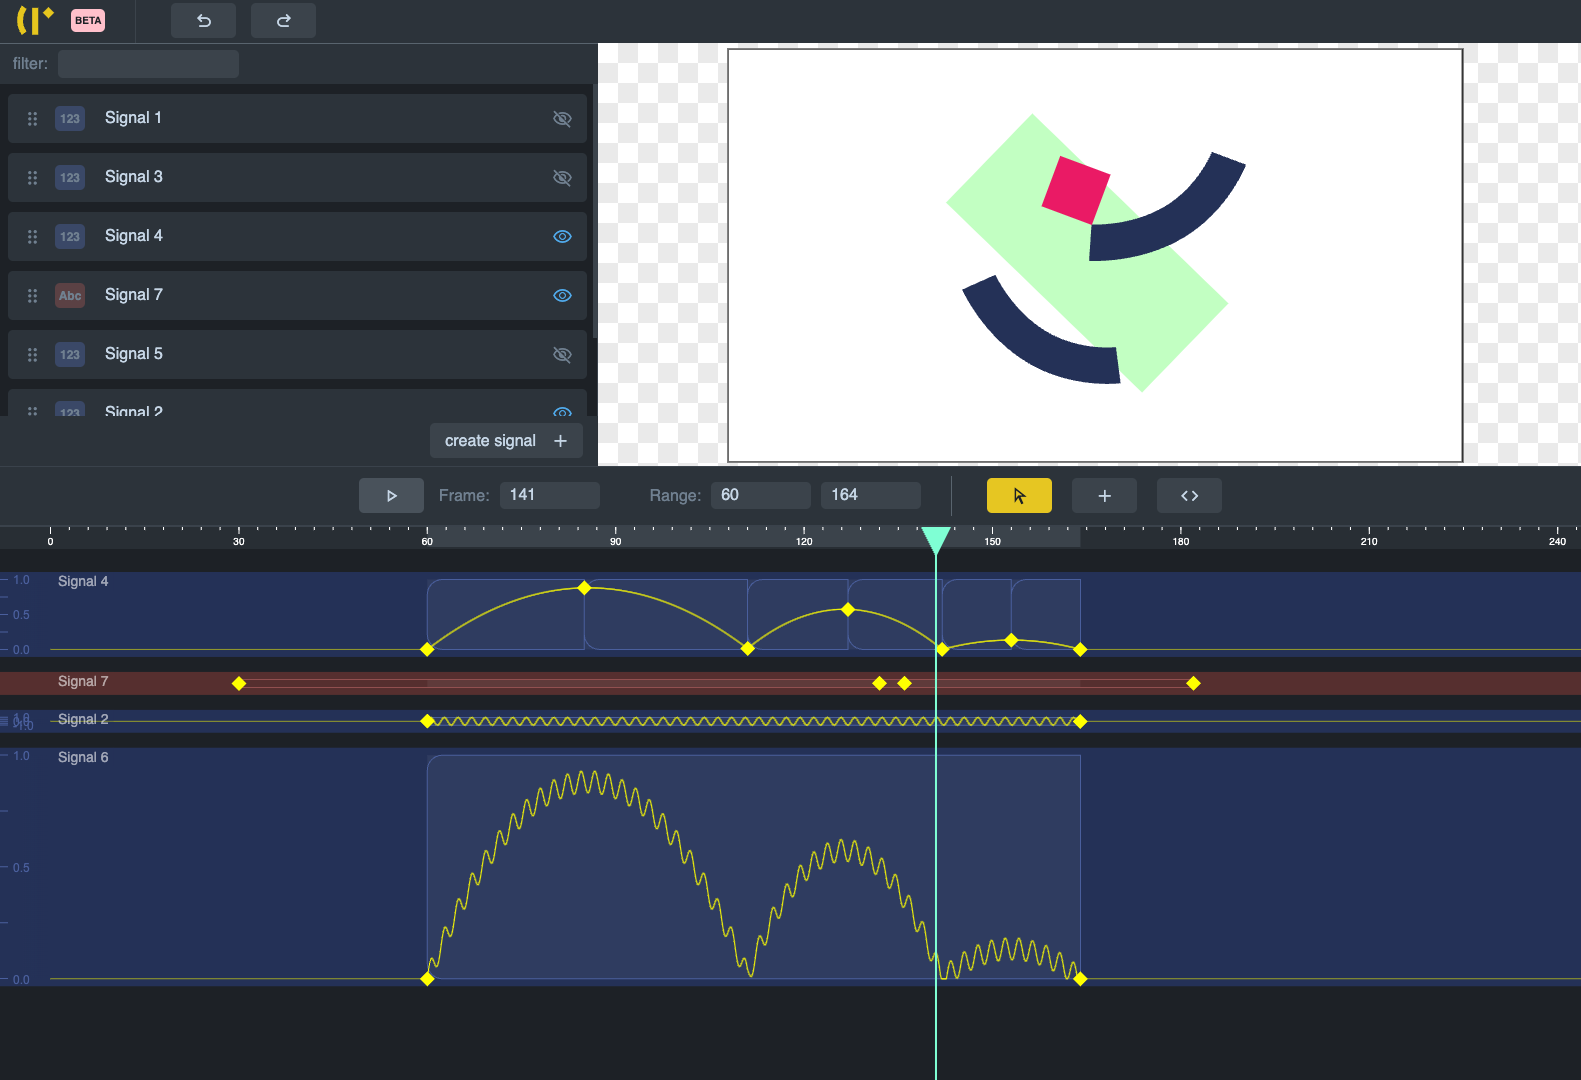 BETA
filter:
123 Signal 1
123 Signal 3
123 Signal 4
Abc Signal 7
123 Signal 5
123 Signal 2
create signal +
Frame: 141 Range: 60 164
0 30 60 90 120 150 180 210 240
1.0 Signal 4
0.5
0.0
Signal 7
Signal 2
1.0 Signal 6
0.5
0.0